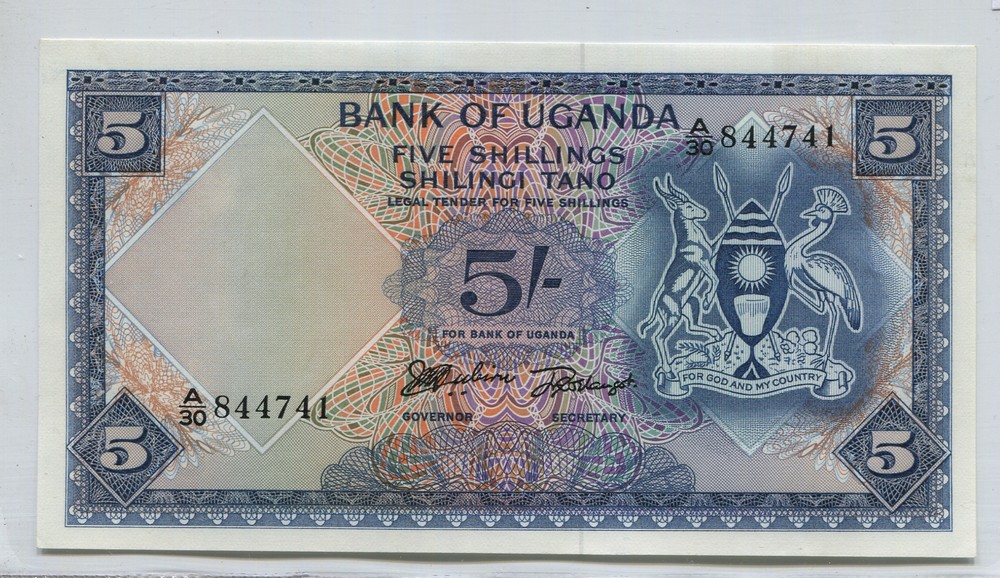 5
5
BANK OF UGANDA
A/30 844741
FIVE SHILLINGS
SHILINGI TANO
LEGAL TENDER FOR FIVE SHILLINGS
5/-
FOR BANK OF UGANDA
FOR GOD AND MY COUNTRY
A/30 844741
GOVERNOR
SECRETARY
5
5